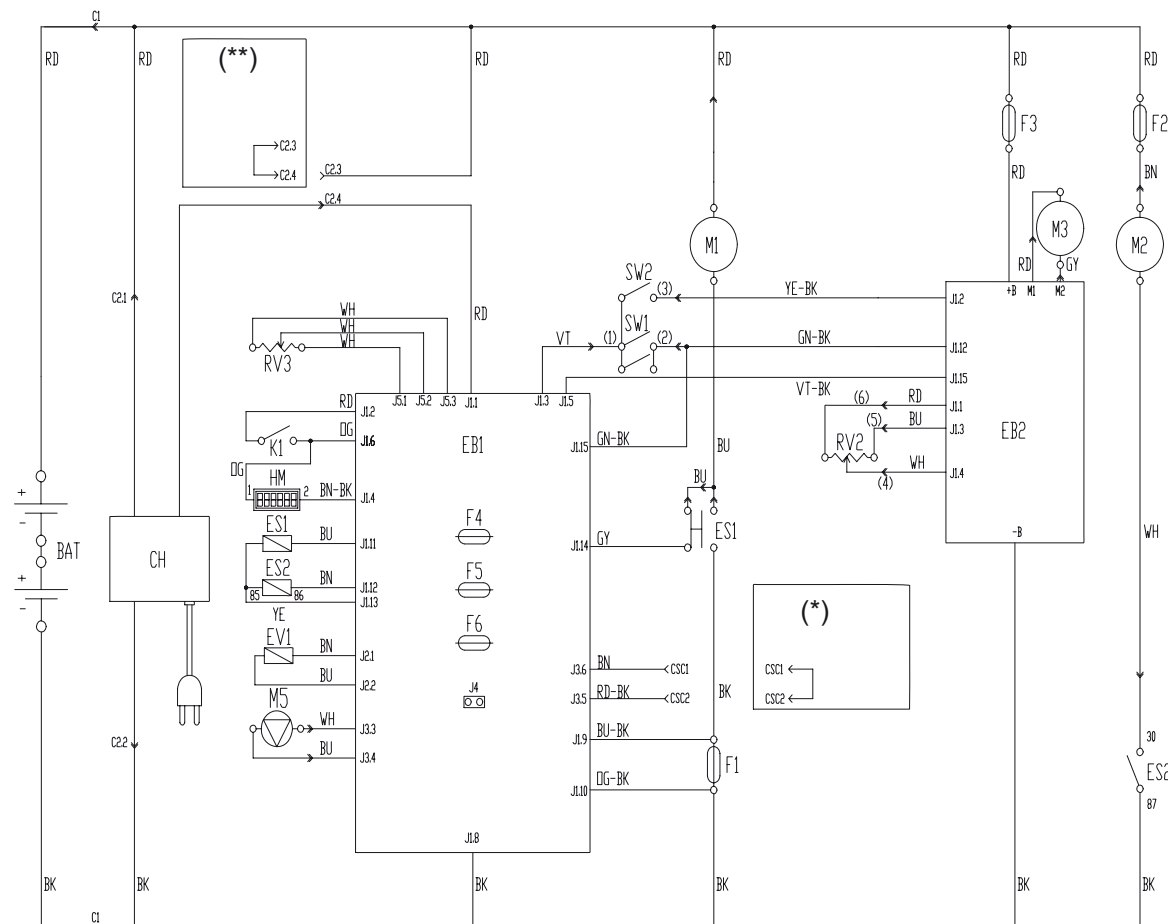 C1
RD
RD
(**)
RD
RD
RD
RD
C2.3
C2.4
C2.3
C2.4
F3
F2
RD
BN
M1
M3
M2
RD
GY
+B
M1
M2
C2.1
SW2
(3)
YE-BK
J1.2
WH
WH
WH
RV3
RD
VT
(1)
SW1
(2)
GN-BK
J1.12
J1.15
VT-BK
J5.1
J5.2
J5.3
J1.1
J1.3
J1.5
(6)
RD
J1.1
RD
J1.2
(5)
BU
J1.3
EB2
K1
OG
J1.6
EB1
GN-BK
J1.15
BU
RV2
WH
J1.4
(4)
OG
HM
1
2
BN-BK
J1.4
BU
+
-
BAT
+
-
CH
ES1
BU
J1.11
F4
GY
J1.14
ES1
-B
WH
ES2
BN
J1.12
85
86
J1.13
YE
F5
(*)
EV1
BN
J2.1
BU
J2.2
F6
BN
J3.6
CSC1
CSC1
J4
RD-BK
J3.5
CSC2
CSC2
BK
M5
WH
J3.3
BU
J3.4
BU-BK
J1.9
F1
OG-BK
J1.10
C2.2
30
ES2
87
J1.8
BK
BK
BK
BK
BK
BK
C1